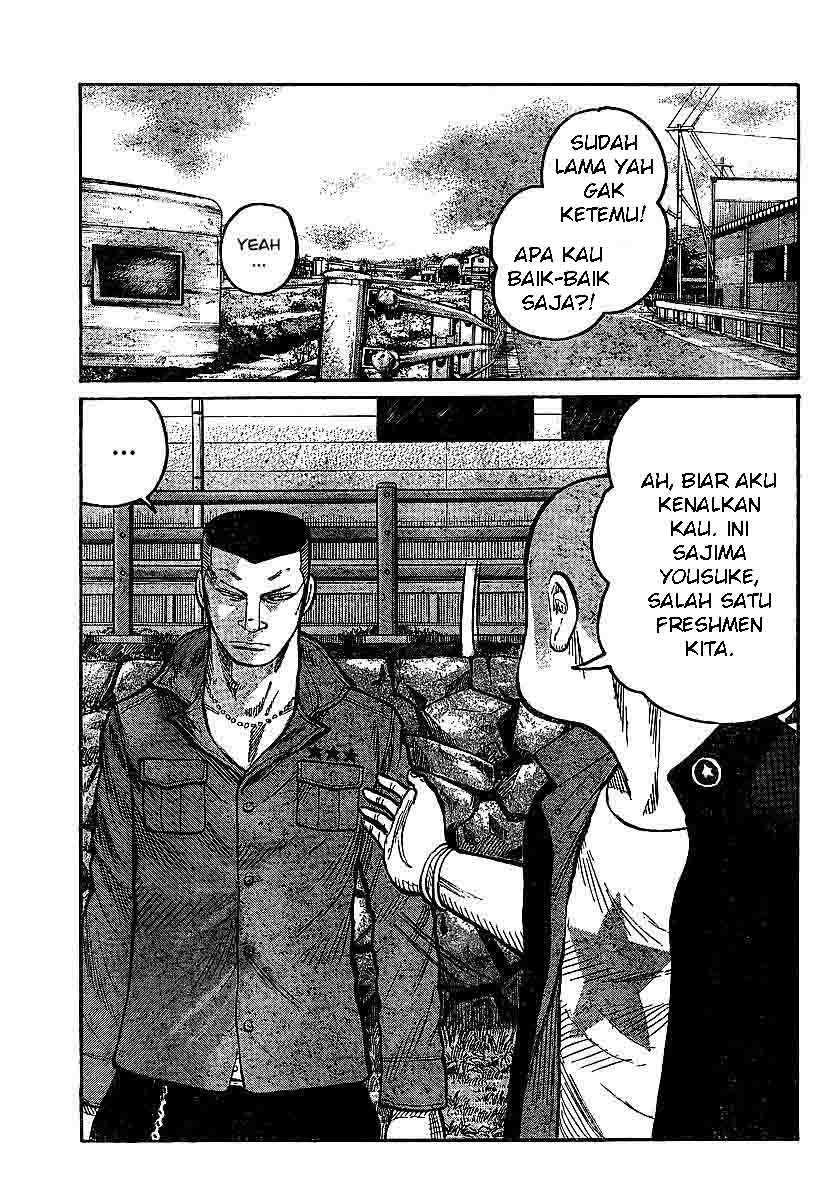 SUDAH
LAMA YAH
GAK
KETEMU!
APA KAU
BAIK-BAIK
SAJA?!
YEAH
...
...
AH, BIAR AKU
KENALKAN
KAU. INI
SAJIMA
YOUSUKE,
SALAH SATU
FRESHMEN
KITA.